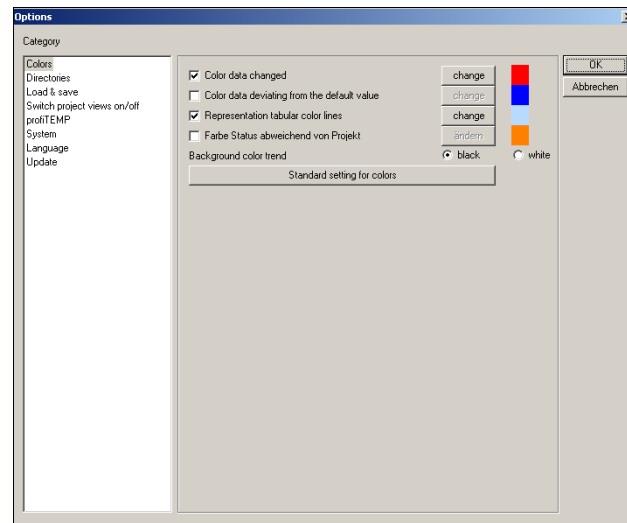 Options
Category
Colors
Directories
Load & save
Switch project views on/off
profiTEMP
System
Language
Update
Color data changed change
Color data deviating from the default value change
Representation tabular color lines change
Farbe Status abweichend von Projekt ändern
Background color trend black white
Standard setting for colors
OK
Abbrechen